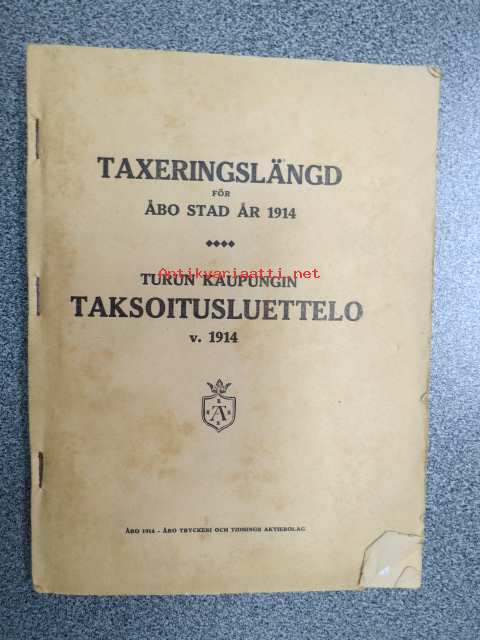 TAXERINGSLÄNGD
FÖR
ÅBO STAD ÅR 1914
Antikvariaatti.net
TURUN KAUPUNGIN
TAKSOITUSLUETTELO
v. 1914
A
ÅBO 1914 - ÅBO TRYCKERI OCH TIDNINGS AKTIEBOLAG